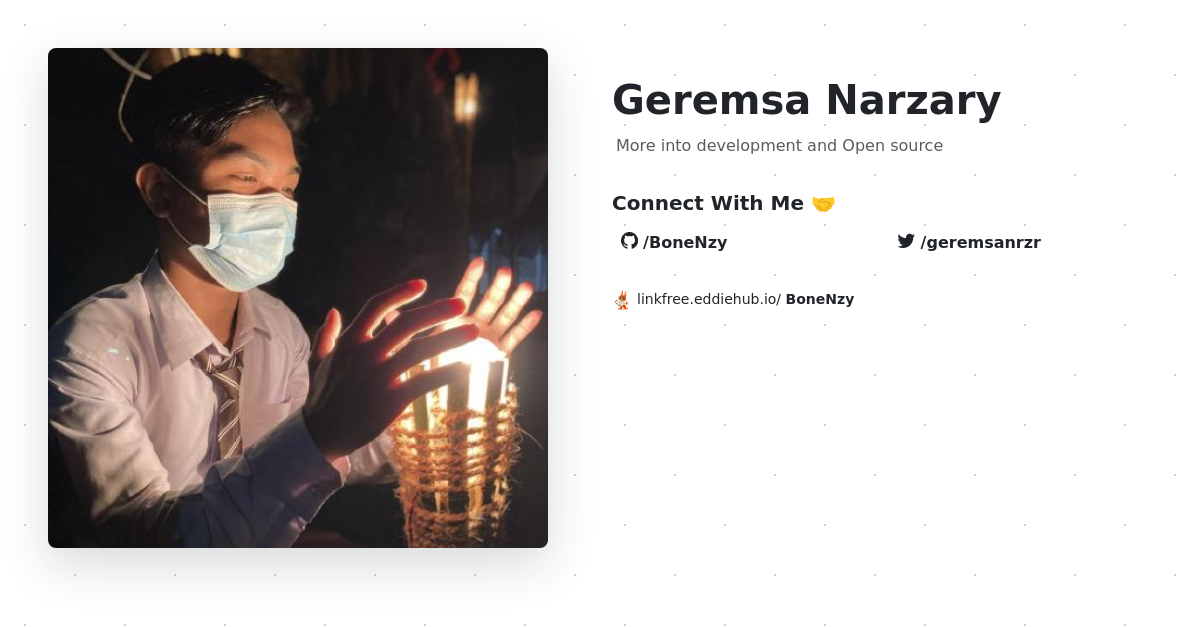 Geremsa Narzary
More into development and Open source
Connect With Me 🤝
/BoneNzy
/geremsanrzr
linkfree.eddiehub.io/ BoneNzy